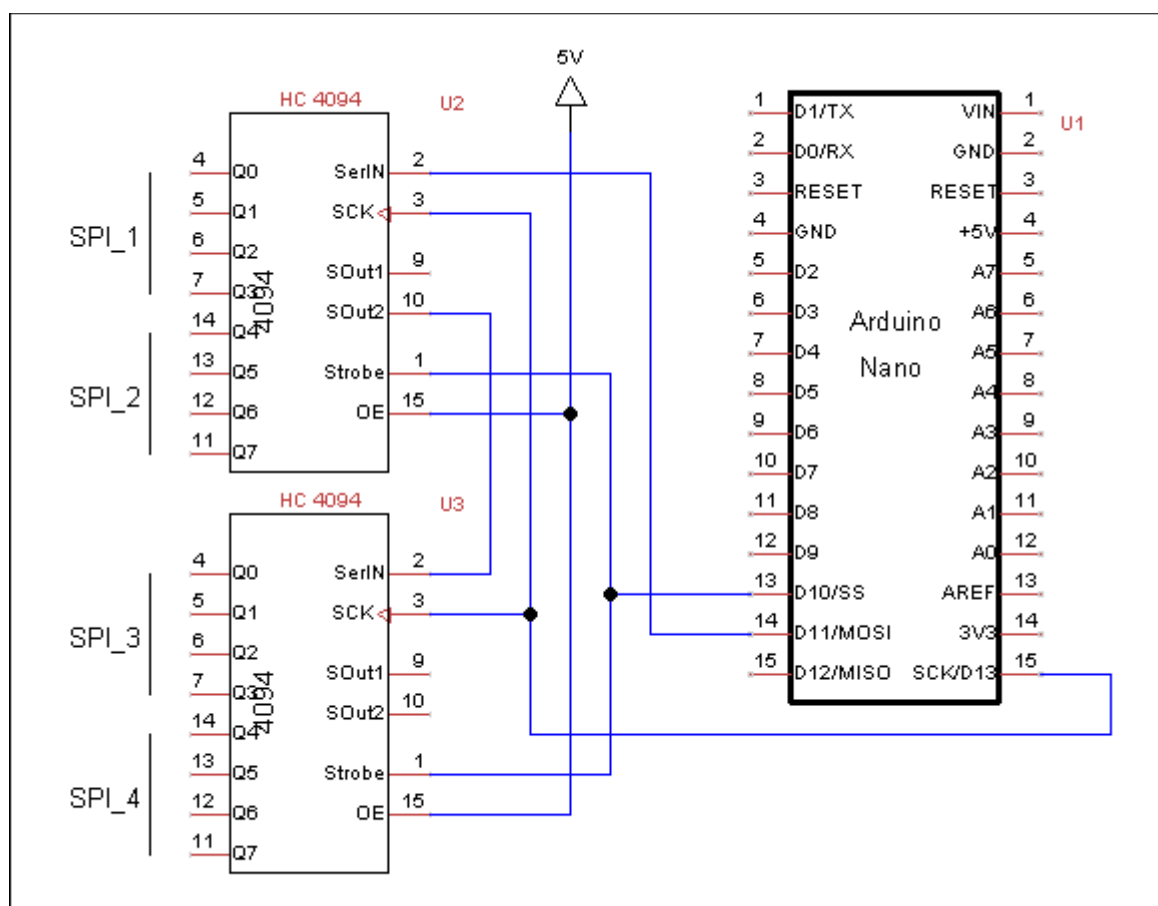 5V
HC 4094
U2
4 Q0
5 Q1
6 Q2
7 Q3
14 Q4
13 Q5
12 Q6
11 Q7
4094
SerIN 2
SCK 3
SOut1 9
SOut2 10
Strobe 1
OE 15
SPI_1
SPI_2
HC 4094
U3
4 Q0
5 Q1
6 Q2
7 Q3
14 Q4
13 Q5
12 Q6
11 Q7
4094
SerIN 2
SCK 3
SOut1 9
SOut2 10
Strobe 1
OE 15
SPI_3
SPI_4
U1
Arduino
Nano
1 D1/TX
2 D0/RX
3 RESET
4 GND
5 D2
6 D3
7 D4
8 D5
9 D6
10 D7
11 D8
12 D9
13 D10/SS
14 D11/MOSI
15 D12/MISO
VIN 1
GND 2
RESET 3
+5V 4
A7 5
A6 6
A5 7
A4 8
A3 9
A2 10
A1 11
A0 12
AREF 13
3V3 14
SCK/D13 15